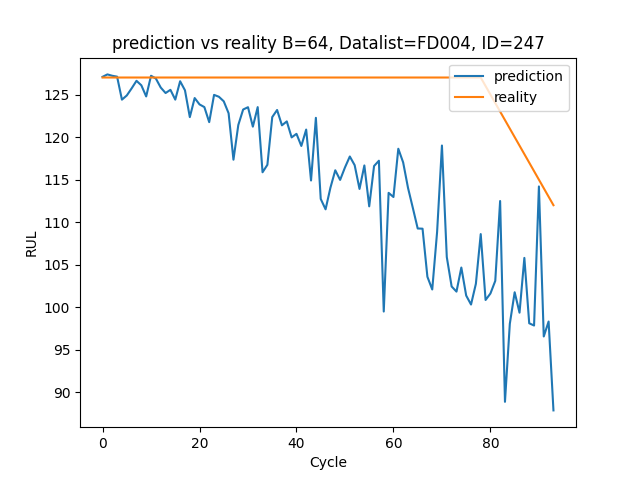 prediction vs reality B=64, Datalist=FD004, ID=247
prediction
reality
125
120
115
110
105
100
95
90
RUL
0
20
40
60
80
Cycle